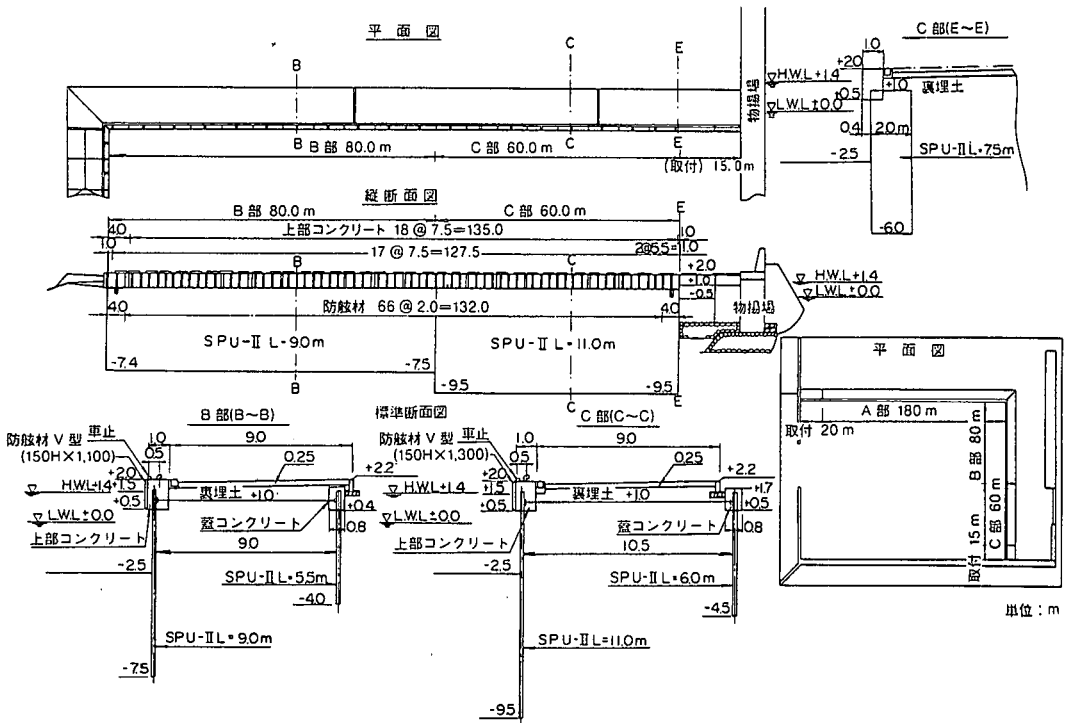 平面図
B
C
E
物揚場
B
C
E
B部 80.0m
C部 60.0m
(取付) 15.0m
C部(E〜E)
1.0
+2.0
H.W.L+1.4
+1.0
裏埋土
+0.5
L.W.L±0.0
0.4
2.0m
-2.5
SPU-Ⅱ L=7.5m
-6.0
縦断面図
B部 80.0m
C部 60.0m
E
4.0
上部コンクリート 18@7.5=135.0
1.0
1.0
17@7.5=127.5
2@5.5=11.0
B
C
+2.0
+1.0
-0.5
H.W.L+1.4
L.W.L±0.0
物揚場
4.0
防舷材 66@2.0=132.0
4.0
SPU-Ⅱ L=9.0m
SPU-Ⅱ L=11.0m
-7.4
-7.5
-9.5
-9.5
B
C
E
標準断面図
B部(B〜B)
防舷材V型
(150H×1,100)
車止
1.0
9.0
0.5
0.25
+2.0
+2.2
H.W.L+1.4
+1.5
裏埋土
+1.0
+0.5
+0.4
L.W.L±0.0
蓋コンクリート
0.8
上部コンクリート
9.0
-2.5
SPU-ⅡL=5.5m
-4.0
SPU-ⅡL=9.0m
-7.5
C部(C〜C)
防舷材V型
(150H×1,300)
車止
1.0
9.0
0.5
0.25
+2.0
+2.2
H.W.L+1.4
+1.5
裏埋土
+1.0
+1.7
+0.5
+0.5
L.W.L±0.0
蓋コンクリート
0.8
上部コンクリート
10.5
-2.5
SPU-ⅡL=6.0m
-4.5
SPU-ⅡL=11.0m
-9.5
平面図
A部 180m
取付 20m
B部 80m
C部 60m
取付 15m
単位:m